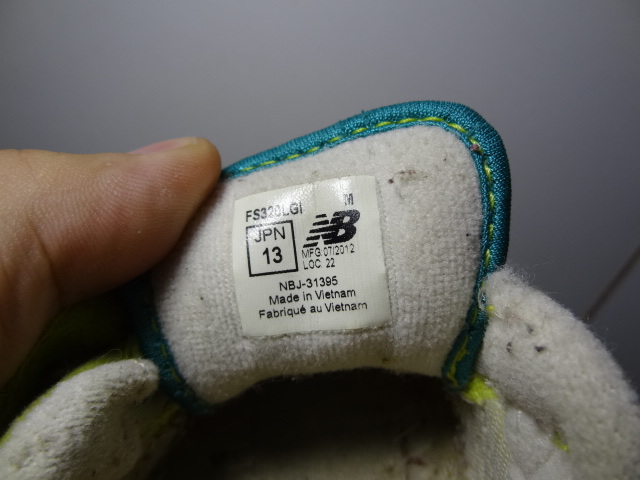 FS320LGI M
JPN
13
NB
MFG.07/2012
LOC. 22
NBJ-31395
Made in Vietnam
Fabriqué au Vietnam